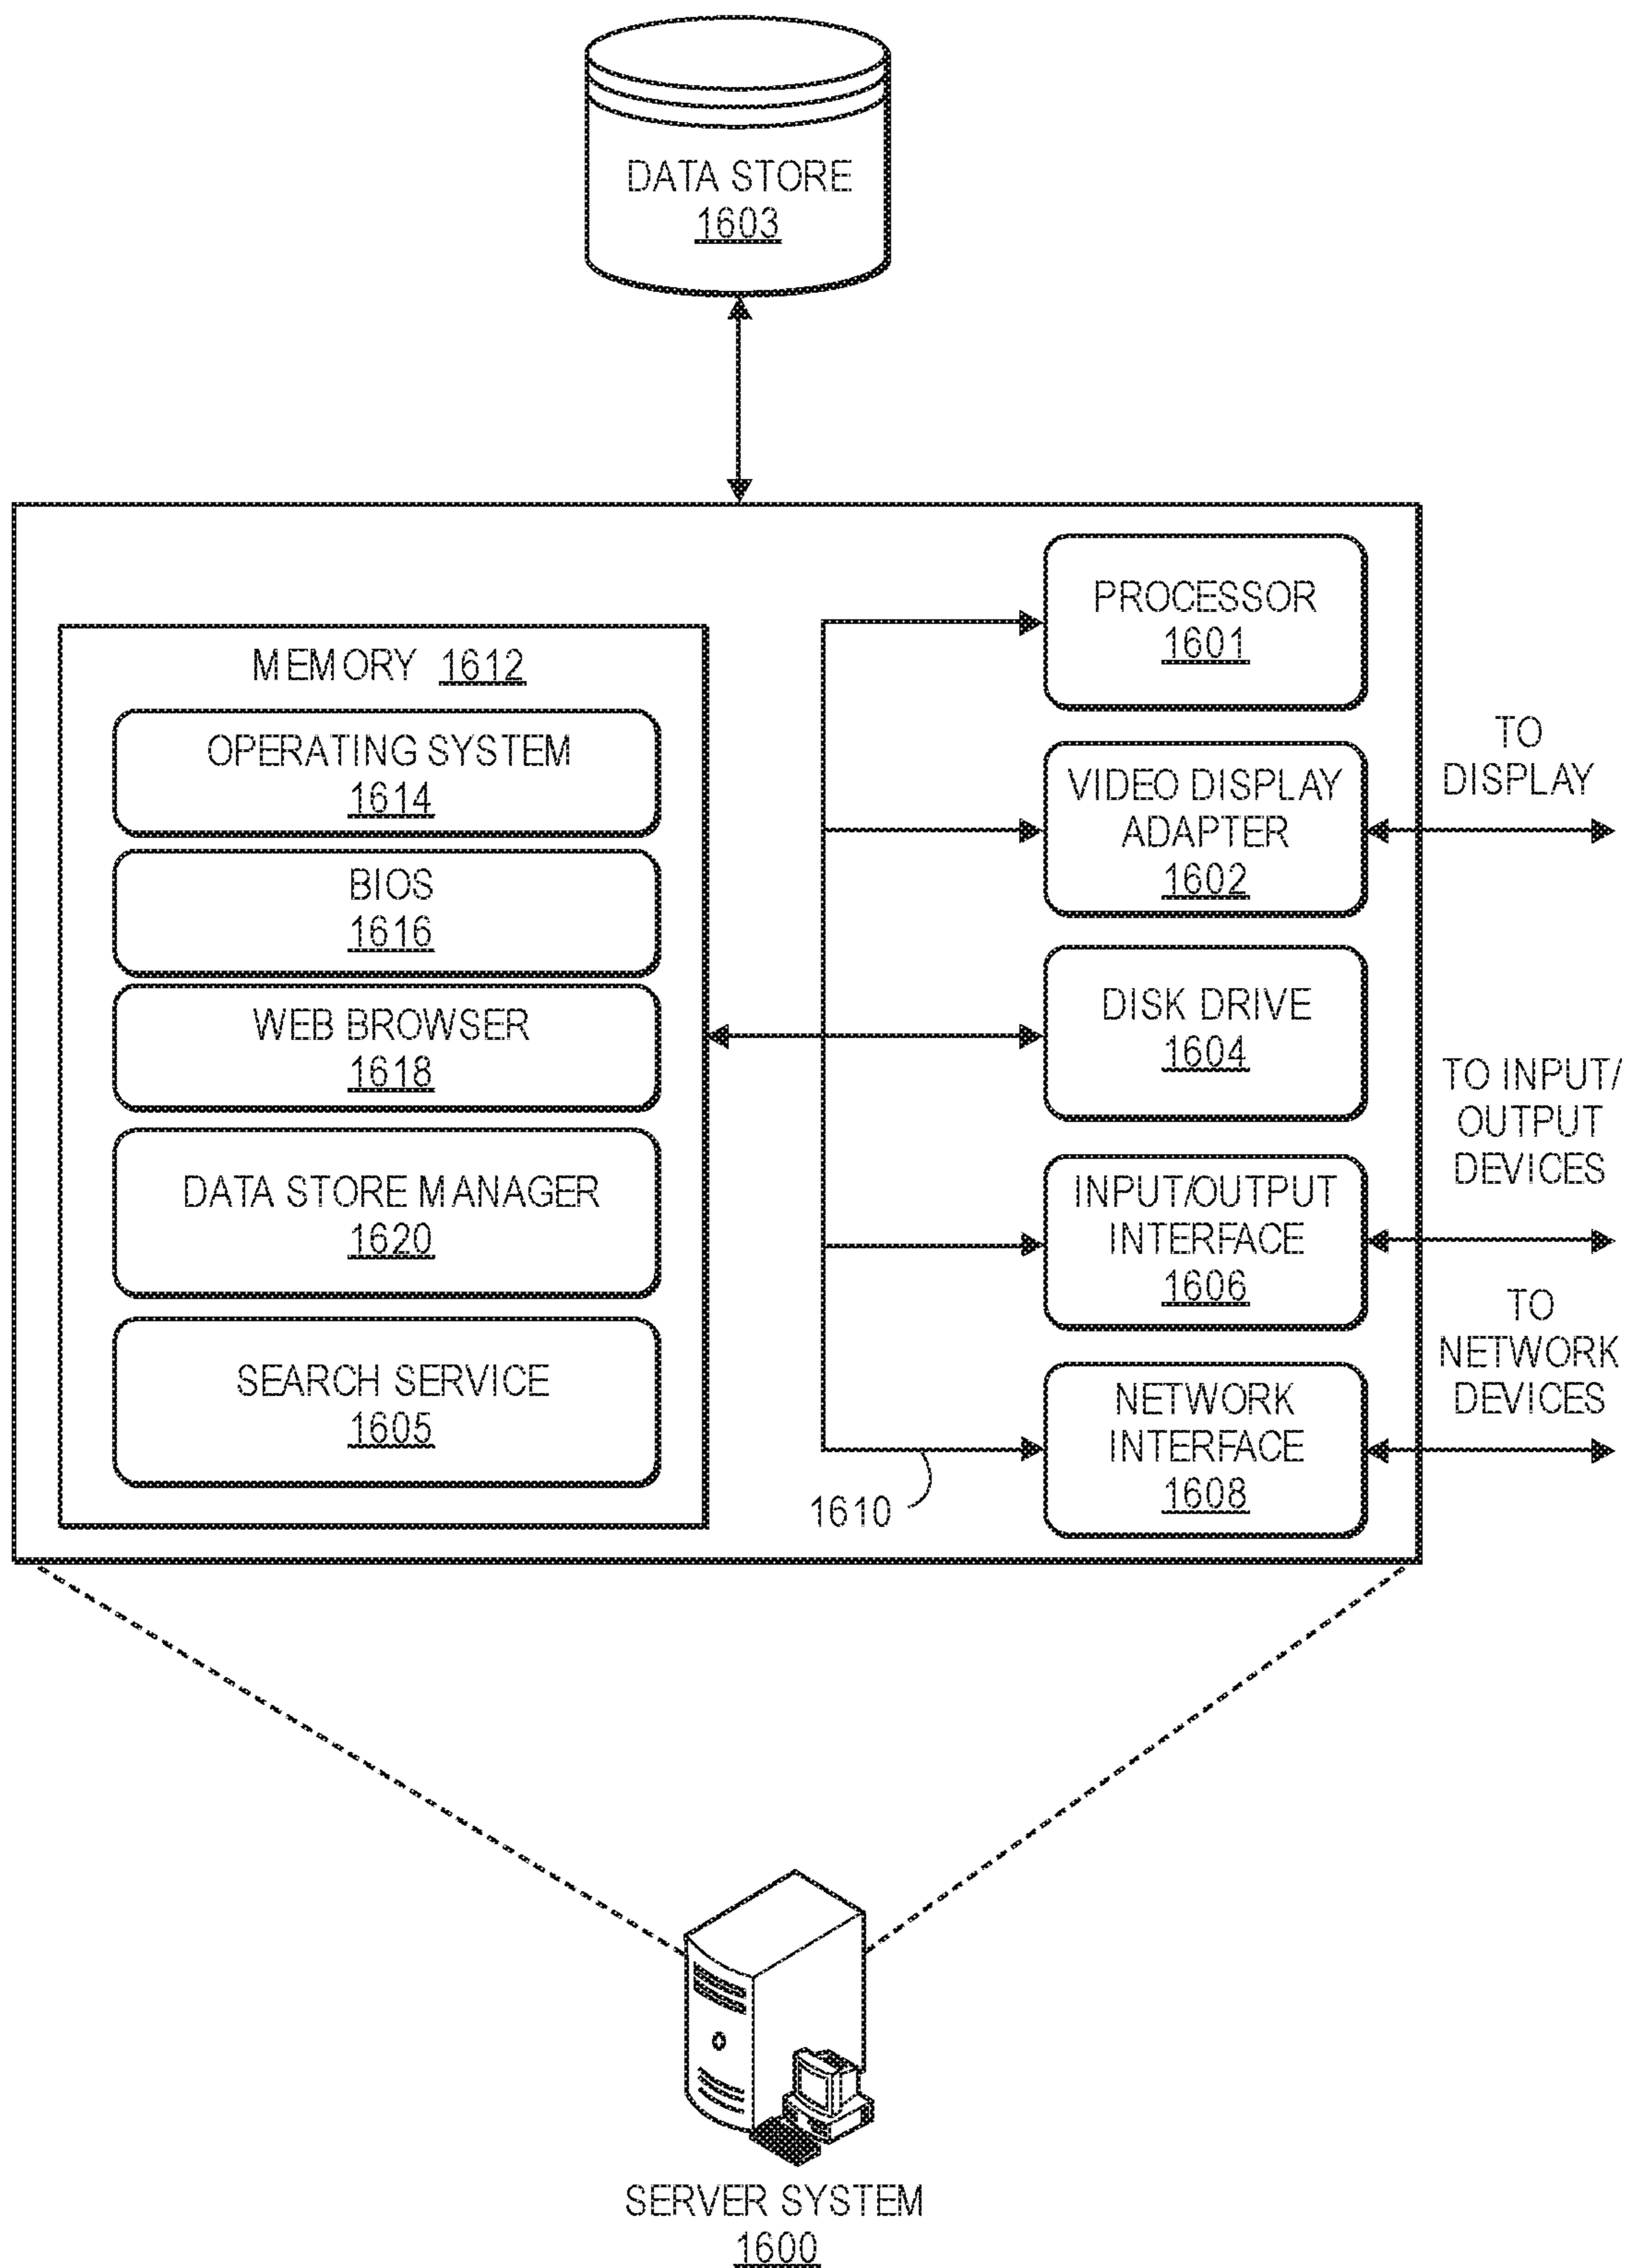 DATA STORE
1603
MEMORY 1612
OPERATING SYSTEM
1614
BIOS
1616
WEB BROWSER
1618
DATA STORE MANAGER
1620
SEARCH SERVICE
1605
PROCESSOR
1601
VIDEO DISPLAY
ADAPTER
1602
DISK DRIVE
1604
INPUT/OUTPUT
INTERFACE
1606
NETWORK
INTERFACE
1608
1610
TO
DISPLAY
TO INPUT/
OUTPUT
DEVICES
TO
NETWORK
DEVICES
SERVER SYSTEM
1600